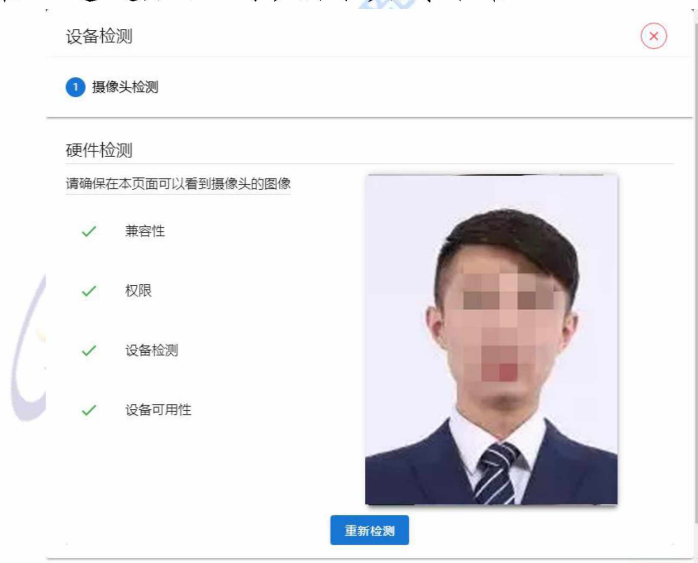 设备检测
1 摄像头检测
硬件检测
请确保在本页面可以看到摄像头的图像
兼容性
权限
设备检测
设备可用性
重新检测